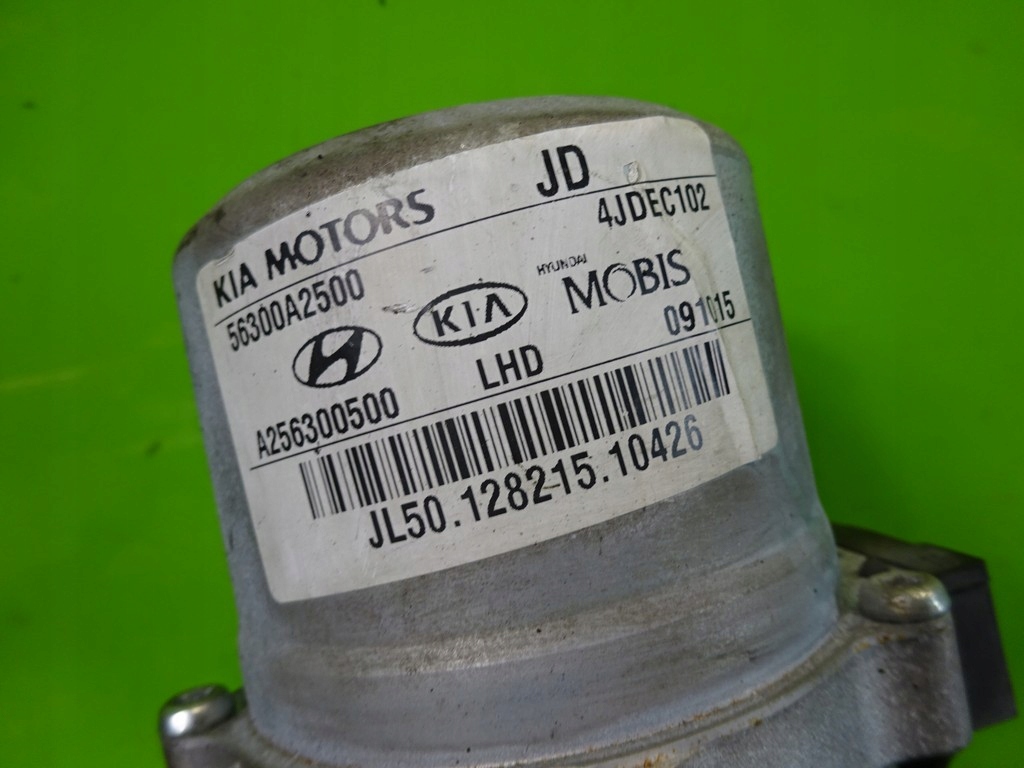 KIA MOTORS JD
56300A2500 4JDEC102
KIA HYUNDAI MOBIS
A256300500 LHD 091015
JL50.128215.10426